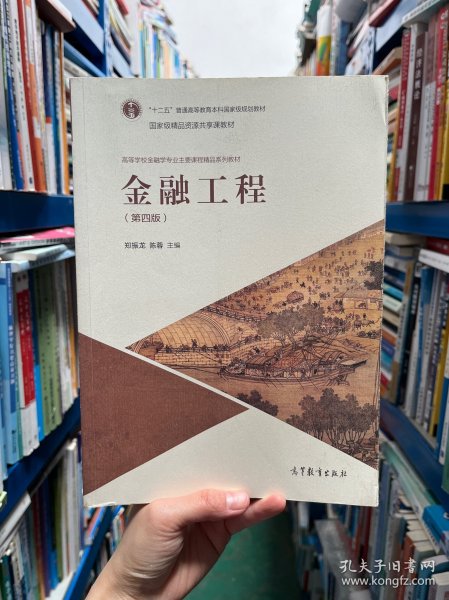 "十二五"普通高等教育本科国家级规划教材
国家级精品资源共享课教材
高等学校金融学专业主要课程精品系列教材
金融工程
(第四版)
郑振龙 陈蓉 主编
高等教育出版社
孔夫子旧书网
www.kongfz.com